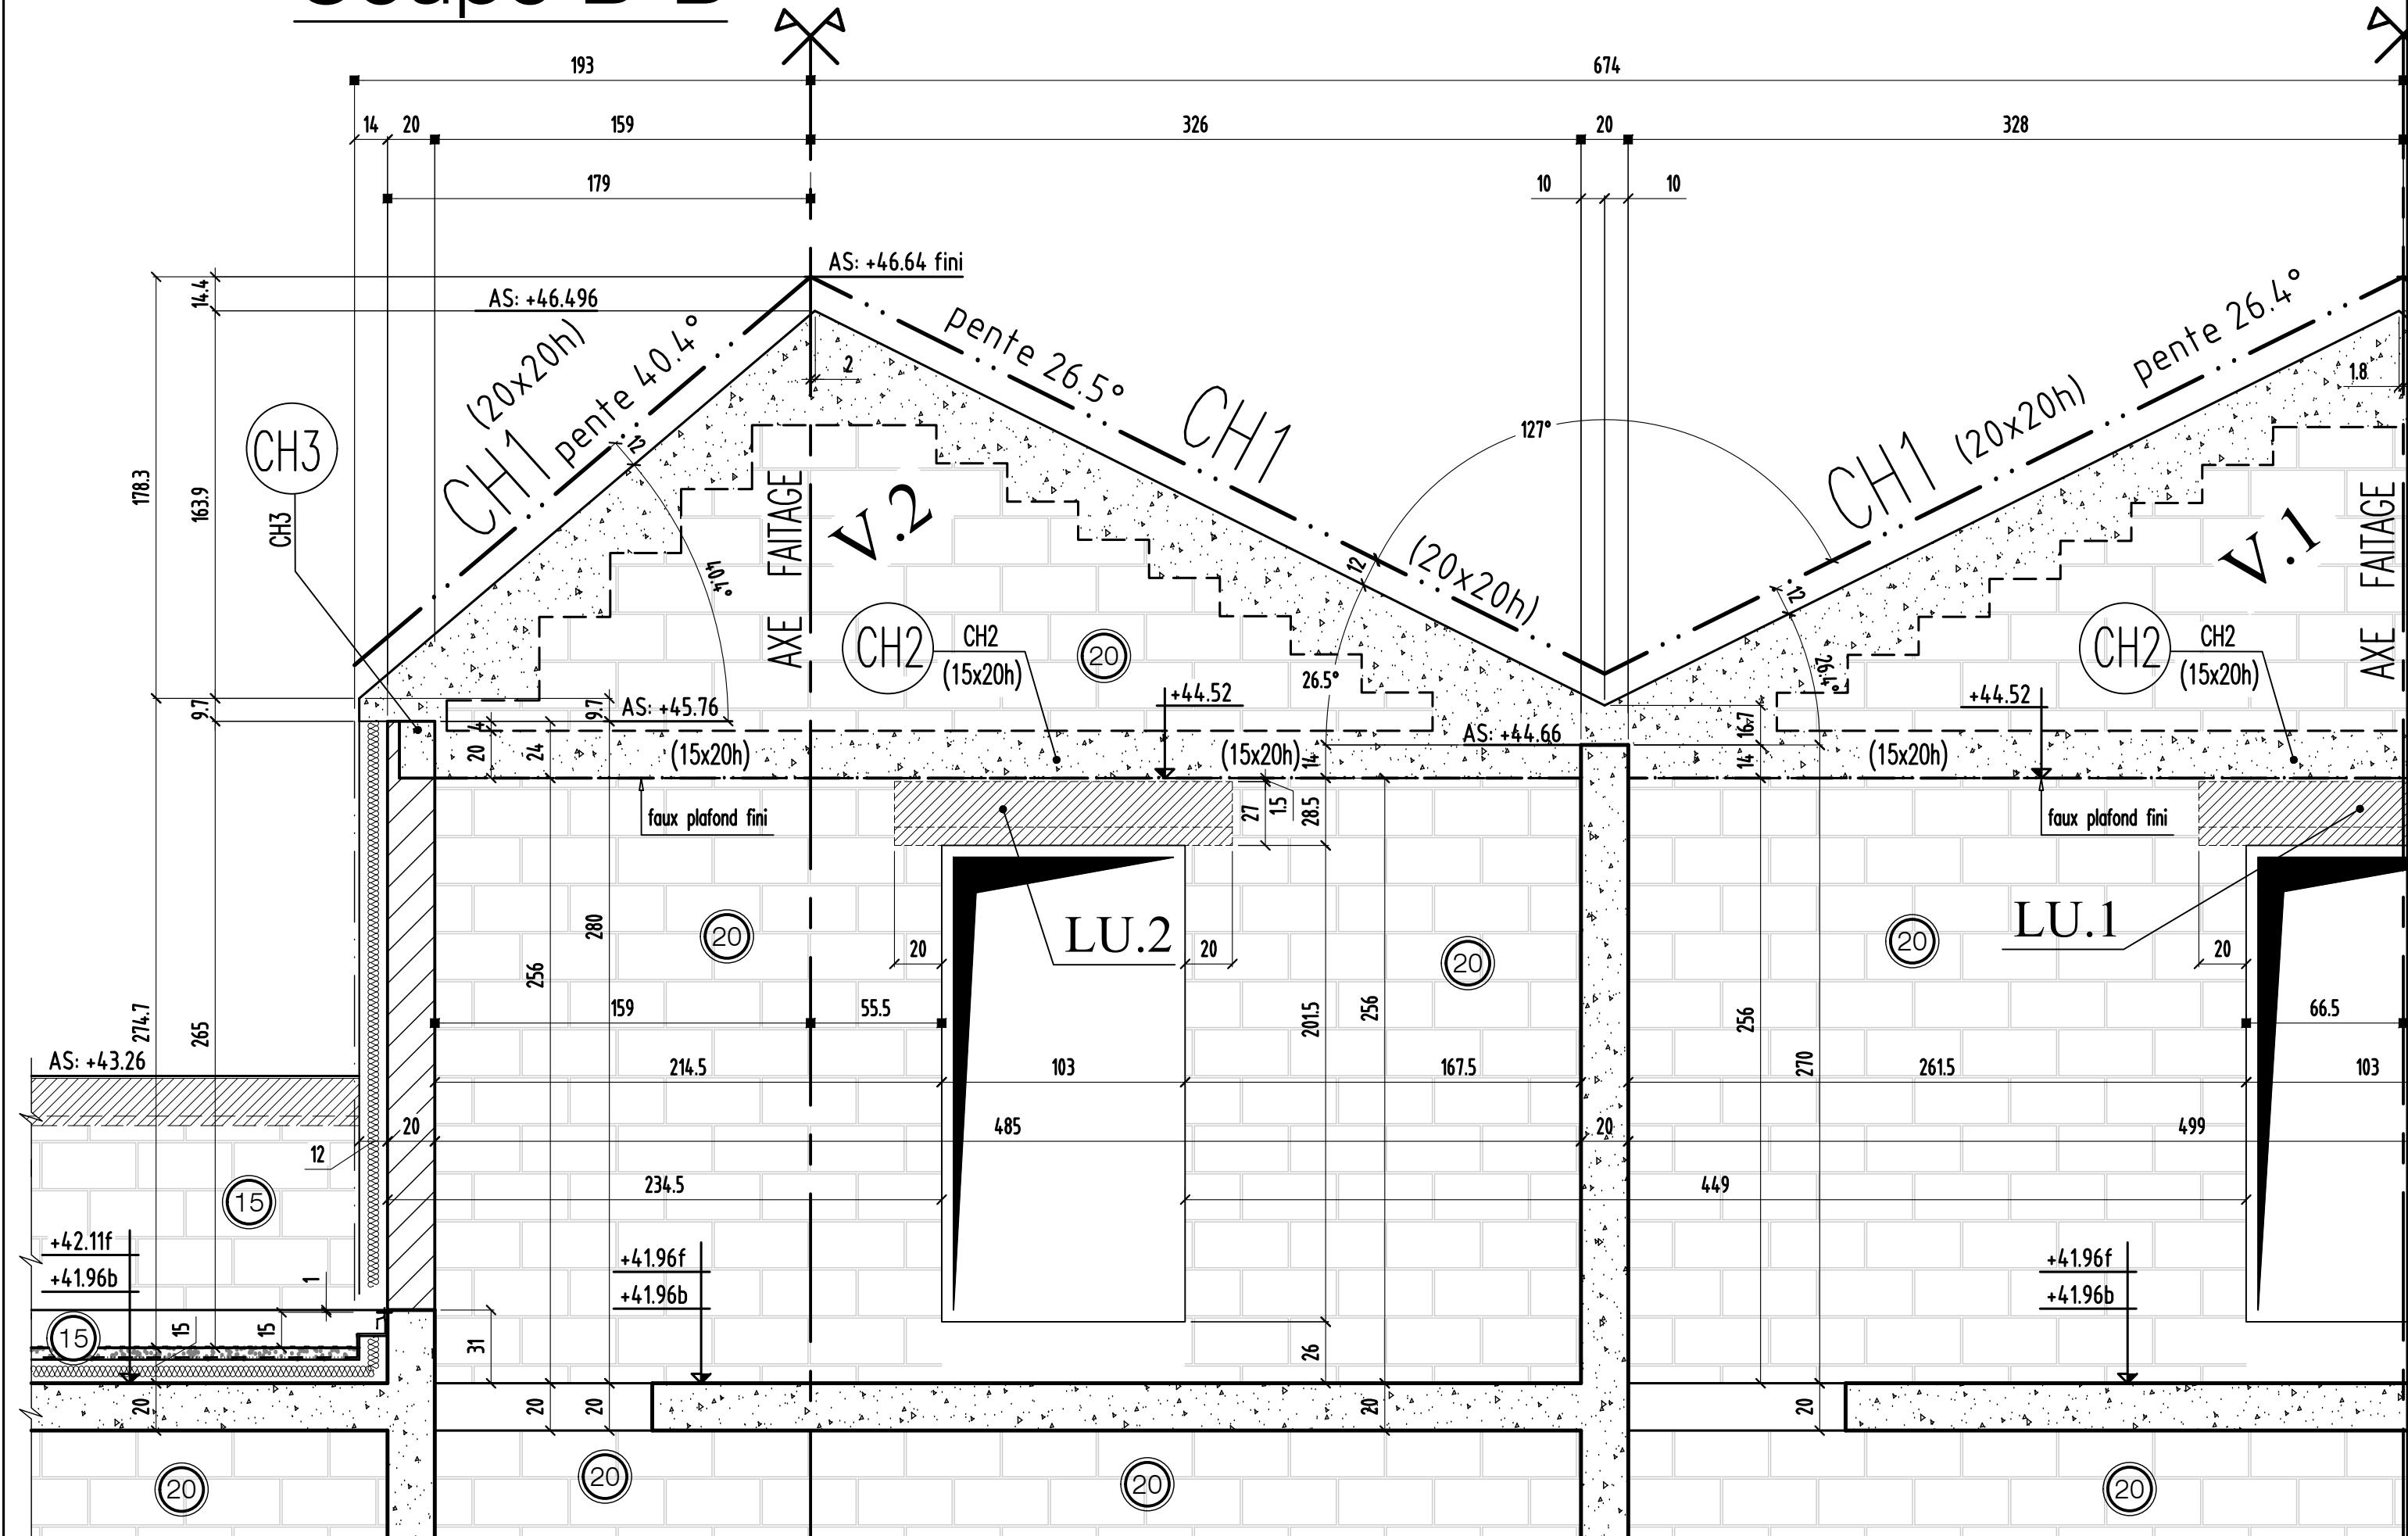 193
674
14
20
159
326
20
328
179
10
10
AS: +46.64 fini
14.4
AS: +46.496
(20x20h)
pente 40.4°
CH1
12
2
pente 26.5°
CH1
(20x20h)
12
127°
CH1
(20x20h)
pente 26.4°
12
1.8
CH3
CH3
178.3
163.9
40.4°
AXE FAITAGE
V.2
CH2
CH2
(15x20h)
20
V.1
AXE FAITAGE
CH2
CH2
(15x20h)
26.5°
26.4°
9.7
9.7
AS: +45.76
+44.52
+44.52
AS: +44.66
4
20
24
(15x20h)
(15x20h)
14
16.7
14
(15x20h)
faux plafond fini
27
1.5
28.5
faux plafond fini
LU.2
LU.1
20
20
20
20
20
20
280
256
274.7
265
159
55.5
201.5
256
256
270
66.5
AS: +43.26
214.5
103
167.5
261.5
103
20
485
20
499
12
15
234.5
449
+42.11f
+41.96b
+41.96f
+41.96b
+41.96f
+41.96b
1
15
15
15
31
26
20
20
20
20
20
20
20
20
20